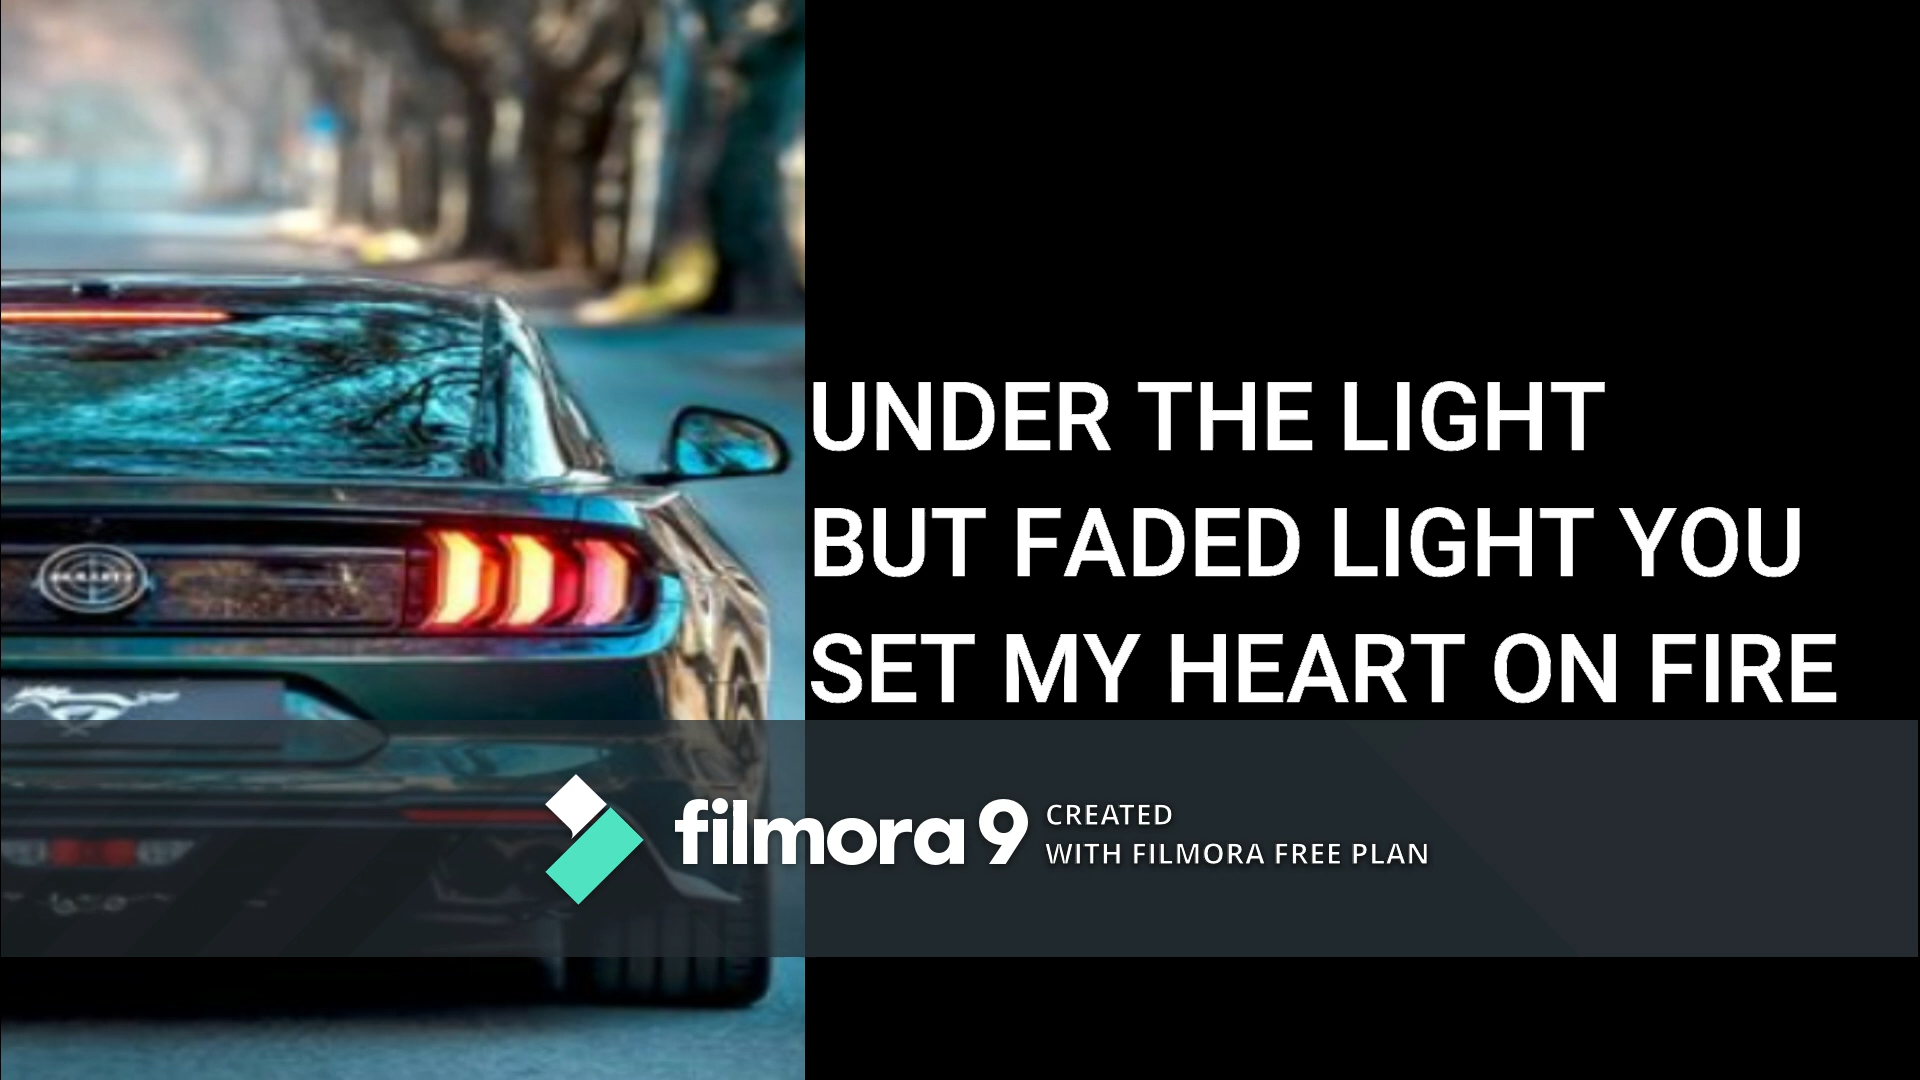 UNDER THE LIGHT
BUT FADED LIGHT YOU
SET MY HEART ON FIRE
filmora 9
CREATED
WITH FILMORA FREE PLAN